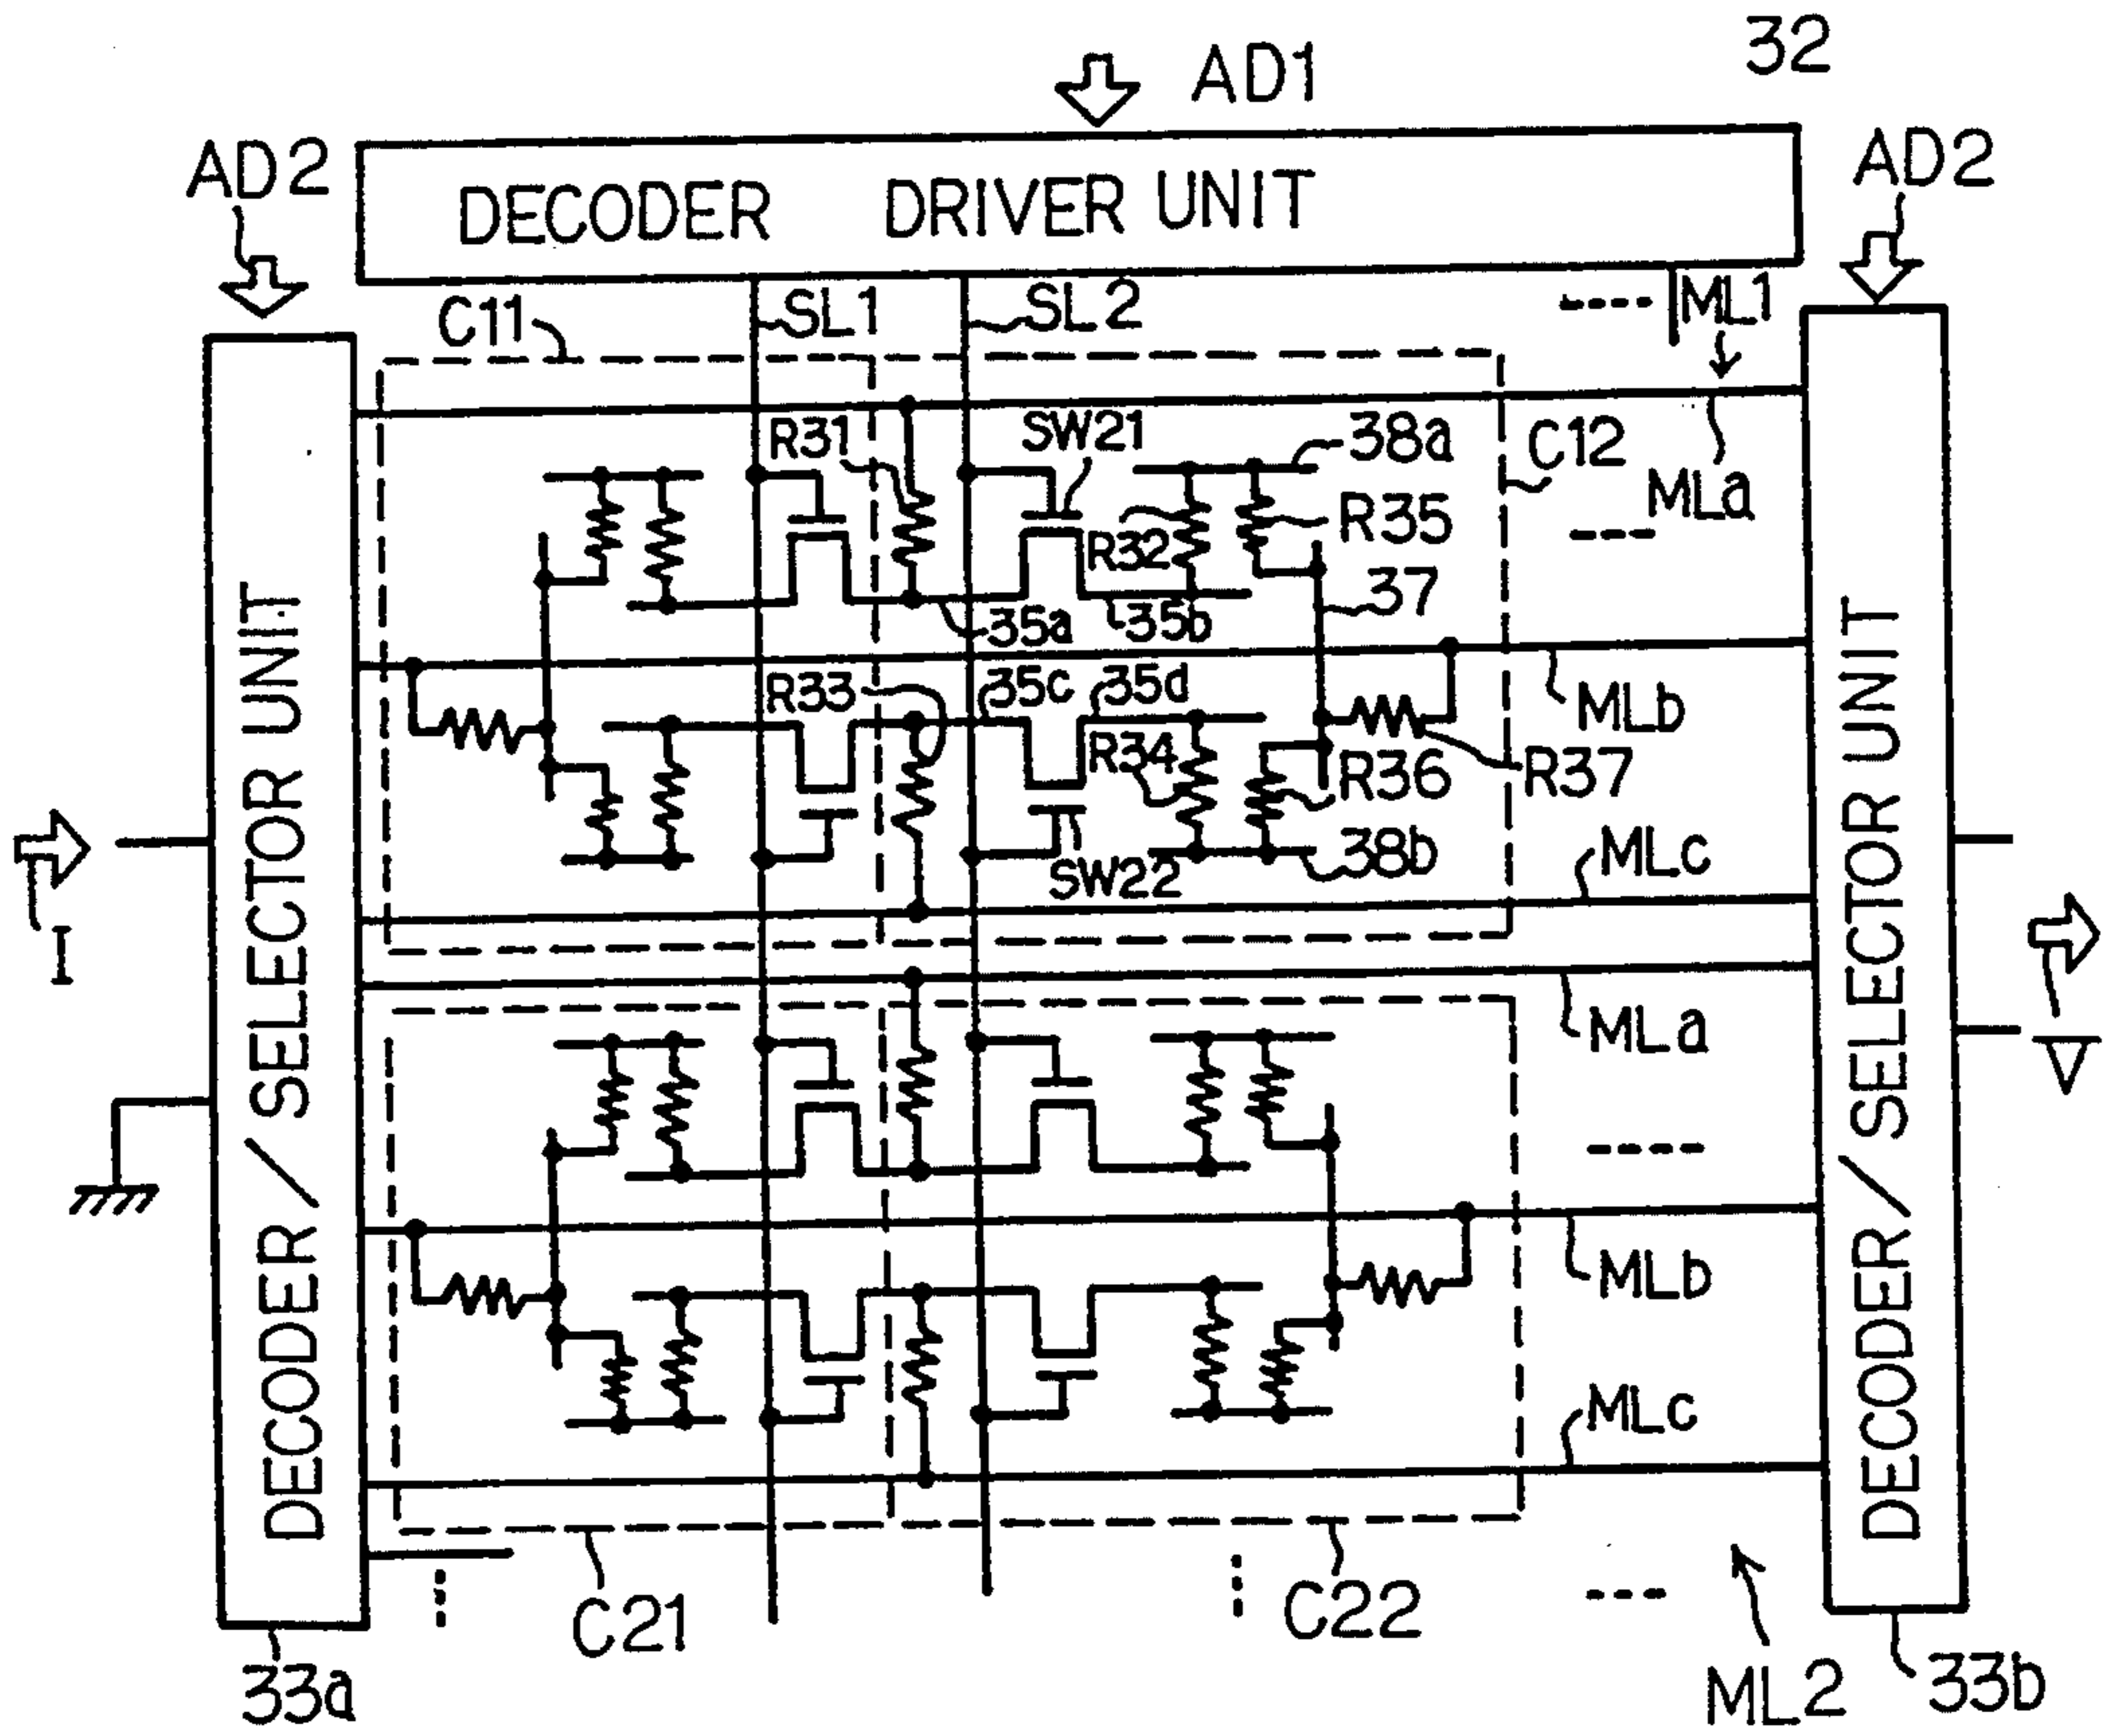 32
AD1
AD2
AD2
DECODER DRIVER UNIT
C11
SL1
SL2
ML1
R31
SW21
38a
C12
MLa
R35
R32
37
35a
35b
R33
35c
35d
MLb
R34
R36
R37
MLc
38b
SW22
I
DECODER/SELECTOR UNIT
DECODER/SELECTOR UNIT
MLa
V
MLb
MLc
C21
C22
33a
ML2
33b